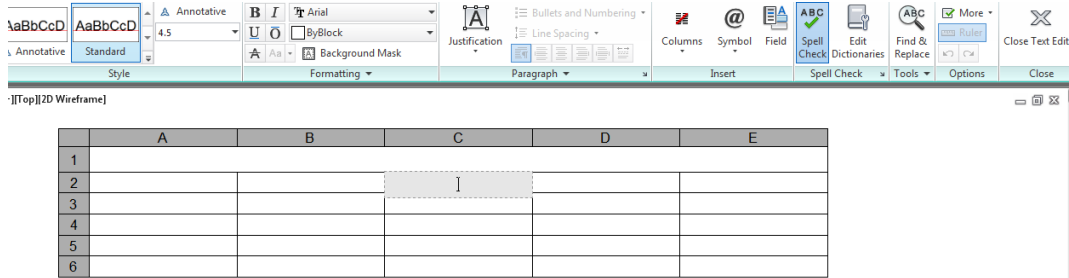 AaBbCcD AaBbCcD Annotative 4.5 B I Arial Bullets and Numbering ABC ABC More
U O ByBlock Justification Line Spacing Columns Symbol Field Spell Check Edit Dictionaries Find & Replace Ruler Close Text Edit
Annotative Standard A Aa Background Mask
Style Formatting Paragraph Insert Spell Check Tools Options Close
-][Top][2D Wireframe]
A B C D E
1
2
3
4
5
6